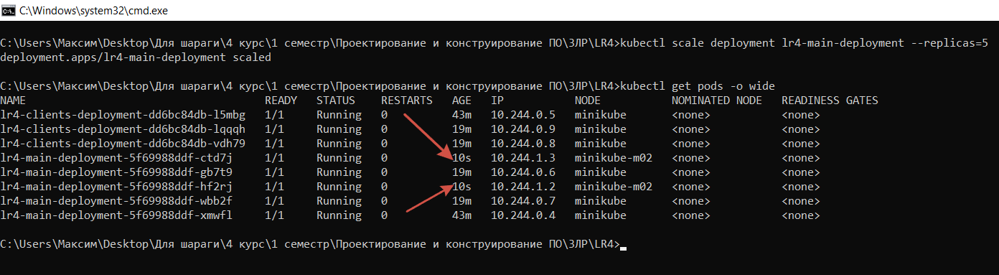 C:\Windows\system32\cmd.exe
C:\Users\Максим\Desktop\Для шараги\4 курс\1 семестр\Проектирование и конструирование ПО\ЗЛР\LR4>kubectl scale deployment lr4-main-deployment --replicas=5
deployment.apps/lr4-main-deployment scaled
C:\Users\Максим\Desktop\Для шараги\4 курс\1 семестр\Проектирование и конструирование ПО\ЗЛР\LR4>kubectl get pods -o wide
NAME READY STATUS RESTARTS AGE IP NODE NOMINATED NODE READINESS GATES
lr4-clients-deployment-dd6bc84db-l5mbg 1/1 Running 0 43m 10.244.0.5 minikube <none> <none>
lr4-clients-deployment-dd6bc84db-lqqqh 1/1 Running 0 19m 10.244.0.9 minikube <none> <none>
lr4-clients-deployment-dd6bc84db-vdh79 1/1 Running 0 19m 10.244.0.8 minikube <none> <none>
lr4-main-deployment-5f69988ddf-ctd7j 1/1 Running 0 10s 10.244.1.3 minikube-m02 <none> <none>
lr4-main-deployment-5f69988ddf-gb7t9 1/1 Running 0 19m 10.244.0.6 minikube <none> <none>
lr4-main-deployment-5f69988ddf-hf2rj 1/1 Running 0 10s 10.244.1.2 minikube-m02 <none> <none>
lr4-main-deployment-5f69988ddf-wbb2f 1/1 Running 0 19m 10.244.0.7 minikube <none> <none>
lr4-main-deployment-5f69988ddf-xmwfl 1/1 Running 0 43m 10.244.0.4 minikube <none> <none>
C:\Users\Максим\Desktop\Для шараги\4 курс\1 семестр\Проектирование и конструирование ПО\ЗЛР\LR4>